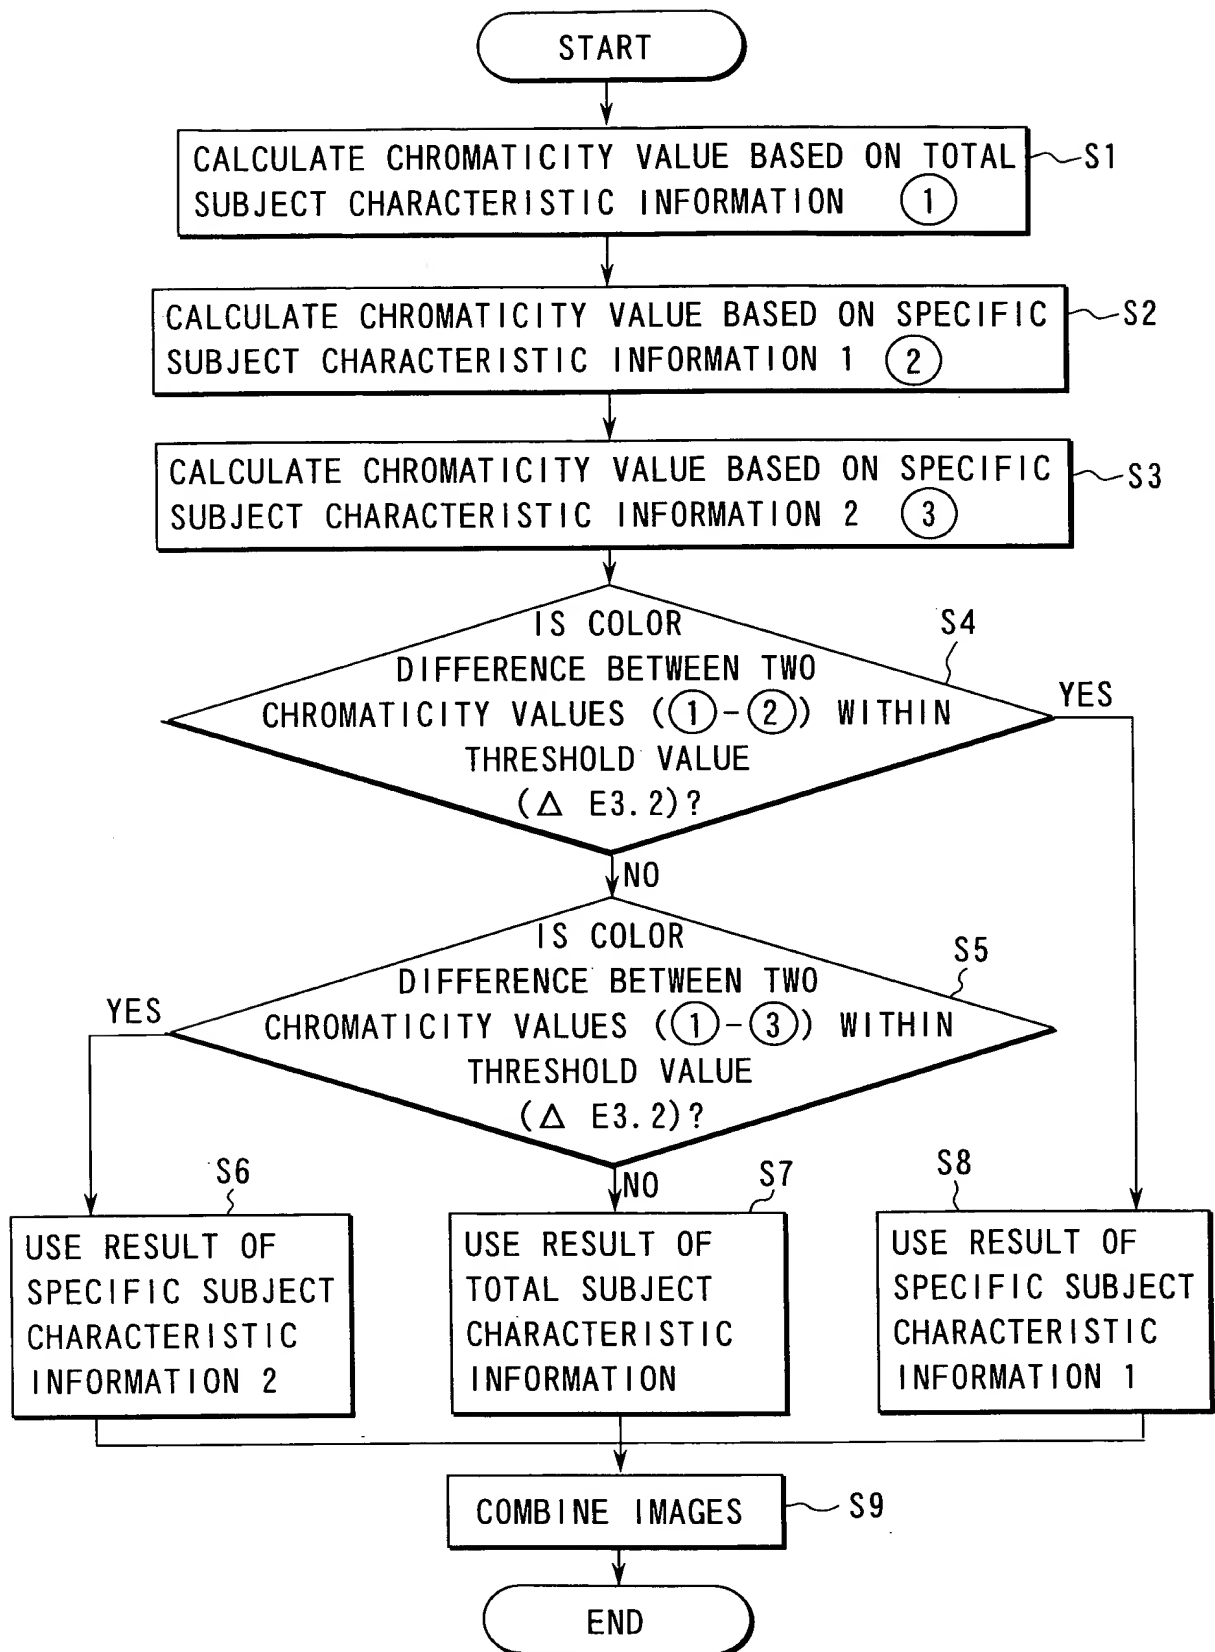 START
CALCULATE CHROMATICITY VALUE BASED ON TOTAL
SUBJECT CHARACTERISTIC INFORMATION ①
S1
CALCULATE CHROMATICITY VALUE BASED ON SPECIFIC
SUBJECT CHARACTERISTIC INFORMATION 1 ②
S2
CALCULATE CHROMATICITY VALUE BASED ON SPECIFIC
SUBJECT CHARACTERISTIC INFORMATION 2 ③
S3
IS COLOR
DIFFERENCE BETWEEN TWO
CHROMATICITY VALUES (①-②) WITHIN
THRESHOLD VALUE
(Δ E3.2)?
S4
YES
NO
IS COLOR
DIFFERENCE BETWEEN TWO
CHROMATICITY VALUES (①-③) WITHIN
THRESHOLD VALUE
(Δ E3.2)?
S5
YES
NO
S6
USE RESULT OF
SPECIFIC SUBJECT
CHARACTERISTIC
INFORMATION 2
S7
USE RESULT OF
TOTAL SUBJECT
CHARACTERISTIC
INFORMATION
S8
USE RESULT OF
SPECIFIC SUBJECT
CHARACTERISTIC
INFORMATION 1
COMBINE IMAGES
S9
END